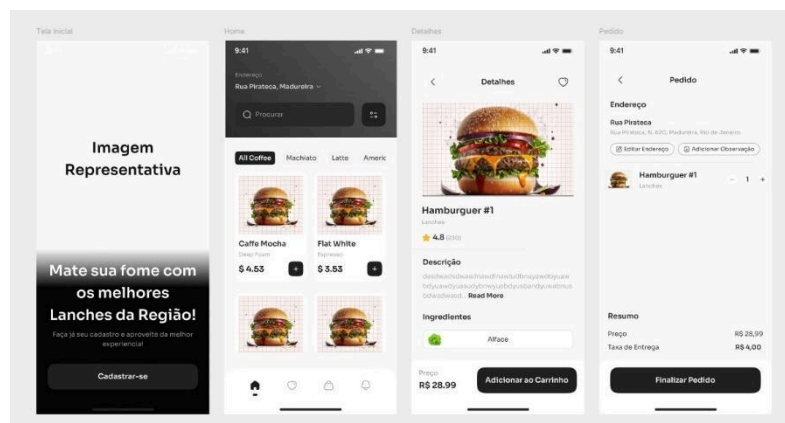 Tela Inicial
Imagem
Representativa
Mate sua fome com
os melhores
Lanches da Região!
Faça já seu cadastro e aproveite da melhor
experiencia!
Cadastrar-se
Home
9:41
Endereço
Rua Pirateca, Madureira
Procurar
All Coffee Machiato Latte Americ
Caffe Mocha
Deep Foam
$ 4.53
Flat White
Espresso
$ 3.53
Detalhes
9:41
Detalhes
Hamburguer #1
Lanches
4.8 (230)
Descrição
Read More
Ingredientes
Alface
Preço
R$ 28.99
Adicionar ao Carrinho
Pedido
9:41
Pedido
Endereço
Rua Pirateca
Rua Pirateca, N. 620, Madureira, Rio de Janeiro.
Editar Endereço
Adicionar Observação
Hamburguer #1
Lanches
1
Resumo
Preço R$ 28,99
Taxa de Entrega R$ 4,00
Finalizar Pedido